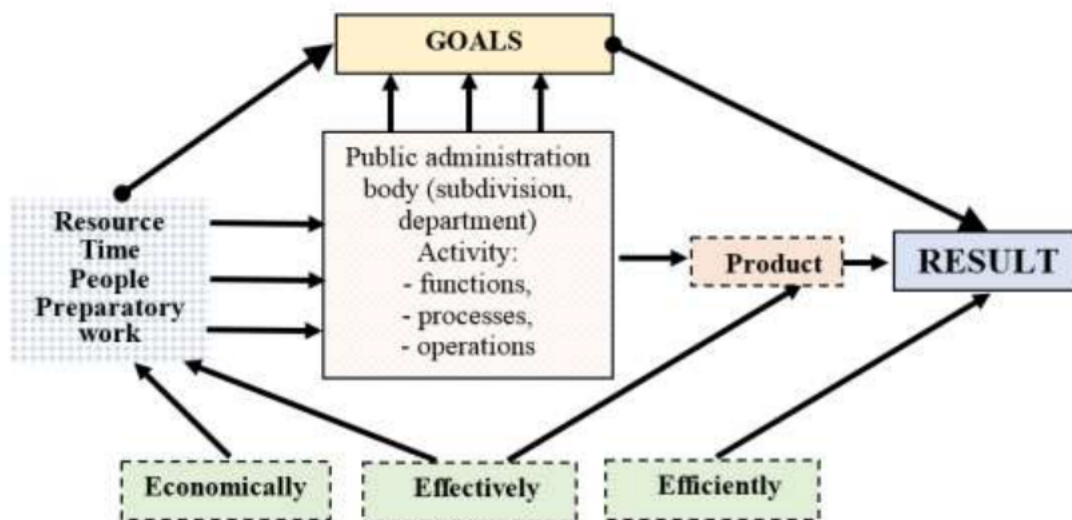 GOALS
Public administration
body (subdivision,
department)
Activity:
- functions,
- processes,
- operations
Resource
Time
People
Preparatory
work
Product
RESULT
Economically
Effectively
Efficiently